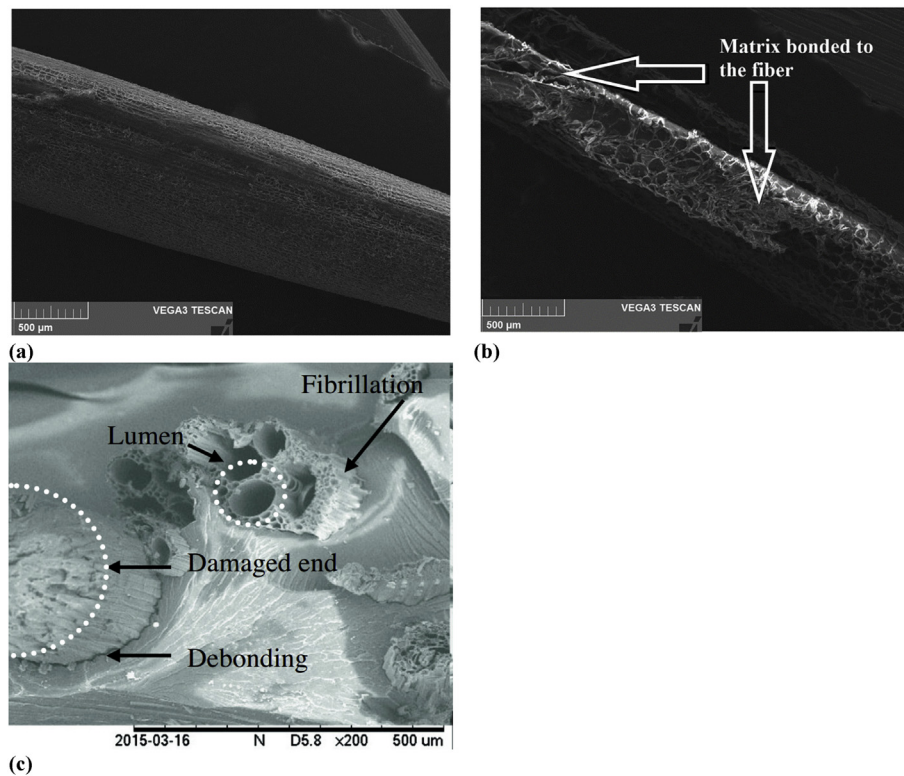 VEGA3 TESCAN
500 µm
(a)
Matrix bonded to
the fiber
VEGA3 TESCAN
500 µm
(b)
Fibrillation
Lumen
Damaged end
Debonding
2015-03-16 N D5.8 x200 500 um
(c)